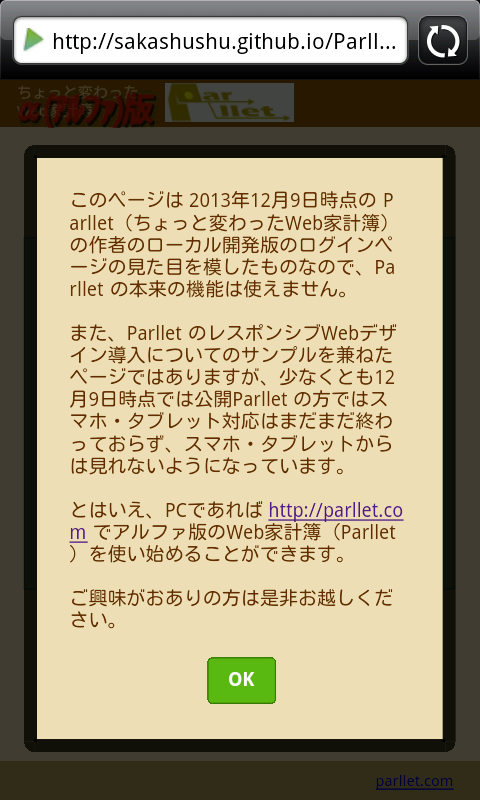 http://sakashushu.github.io/Parll...
ちょっと変わった
α(アルファ)版
Parllet
このページは 2013年12月9日時点の P
arllet（ちょっと変わったWeb家計簿）
の作者のローカル開発版のログインペ
ージの見た目を模したものなので、Pa
rllet の本来の機能は使えません。
また、Parllet のレスポンシブWebデザ
イン導入についてのサンプルを兼ねた
ページではありますが、少なくとも12
月9日時点では公開Parllet の方ではス
マホ・タブレット対応はまだまだ終わ
っておらず、スマホ・タブレットから
は見れないようになっています。
とはいえ、PCであれば http://parllet.co
m でアルファ版のWeb家計簿（Parllet
）を使い始めることができます。
ご興味がおありの方は是非お越しくだ
さい。
OK
parllet.com